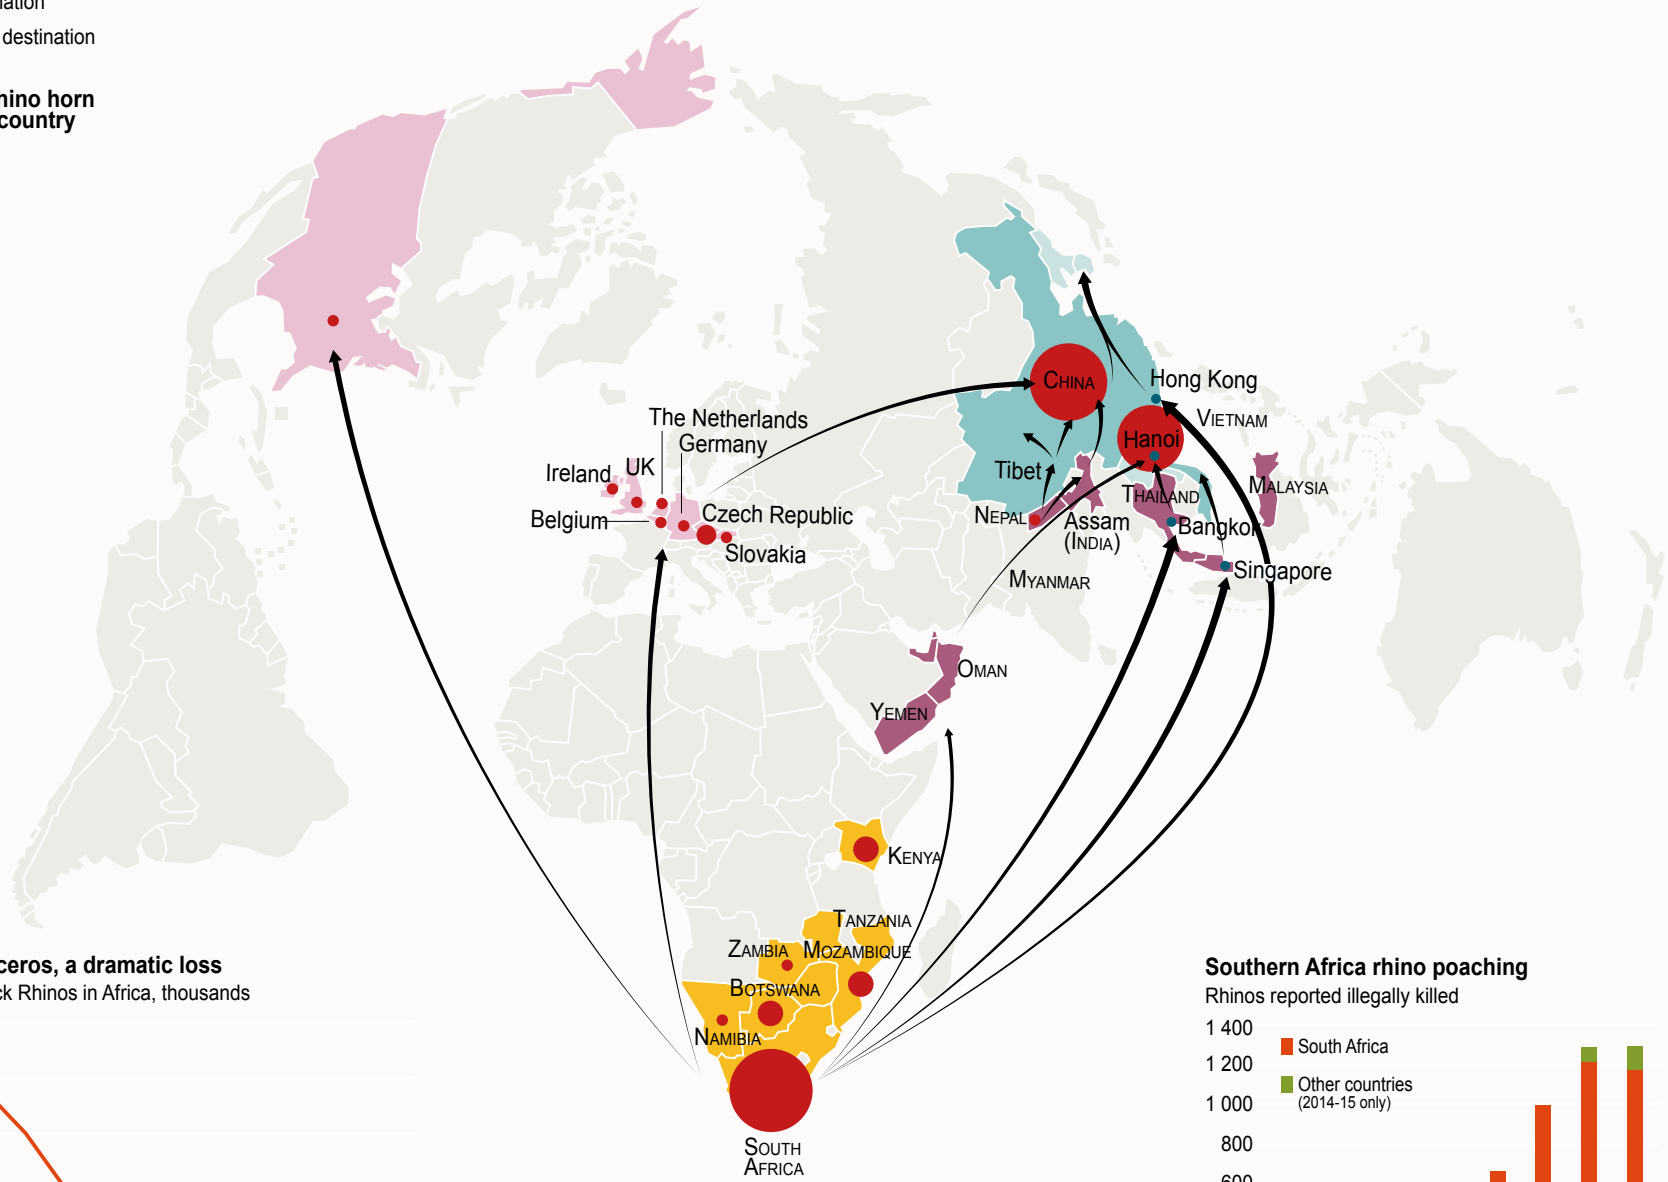 destination
hino horn
country
The Netherlands
Germany
Ireland
UK
Belgium
Czech Republic
Slovakia
CHINA
Hong Kong
VIETNAM
Hanoi
Tibet
THAILAND
MALAYSIA
NEPAL
Assam
(INDIA)
Bangkok
Singapore
MYANMAR
OMAN
YEMEN
KENYA
TANZANIA
ZAMBIA
MOZAMBIQUE
BOTSWANA
NAMIBIA
SOUTH
AFRICA
ceros, a dramatic loss
ck Rhinos in Africa, thousands
Southern Africa rhino poaching
Rhinos reported illegally killed
1 400
South Africa
1 200
Other countries
(2014-15 only)
1 000
800
600